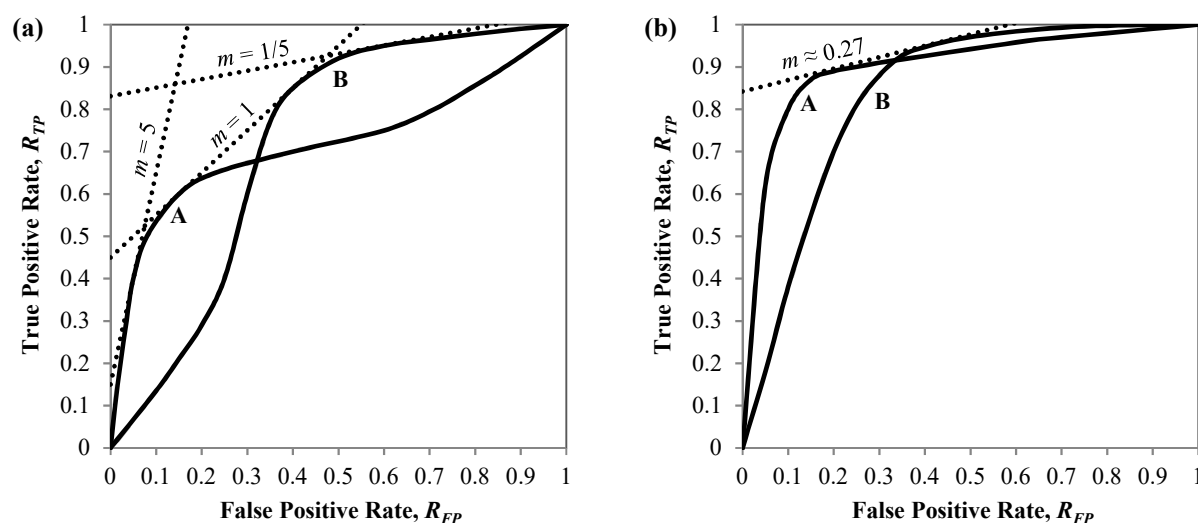 (a)
True Positive Rate, R_TP
1
0.9
0.8
0.7
0.6
0.5
0.4
0.3
0.2
0.1
0
m = 1/5
m = 5
m = 1
B
A
0 0.1 0.2 0.3 0.4 0.5 0.6 0.7 0.8 0.9 1
False Positive Rate, R_FP
(b)
True Positive Rate, R_TP
1
0.9
0.8
0.7
0.6
0.5
0.4
0.3
0.2
0.1
0
m ≈ 0.27
A
B
0 0.1 0.2 0.3 0.4 0.5 0.6 0.7 0.8 0.9 1
False Positive Rate, R_FP